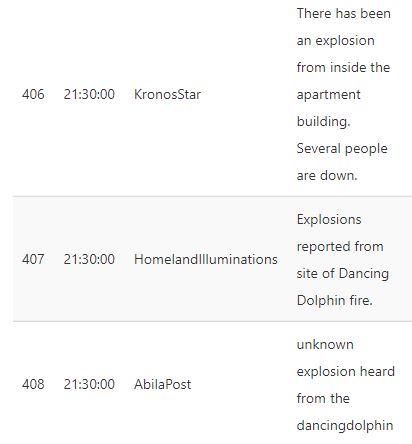 There has been
an explosion
from inside the
406 21:30:00 KronosStar apartment
building.
Several people
are down.
Explosions
reported from
407 21:30:00 HomelandIlluminations site of Dancing
Dolphin fire.
unknown
explosion heard
408 21:30:00 AbilaPost from the
dancingdolphin